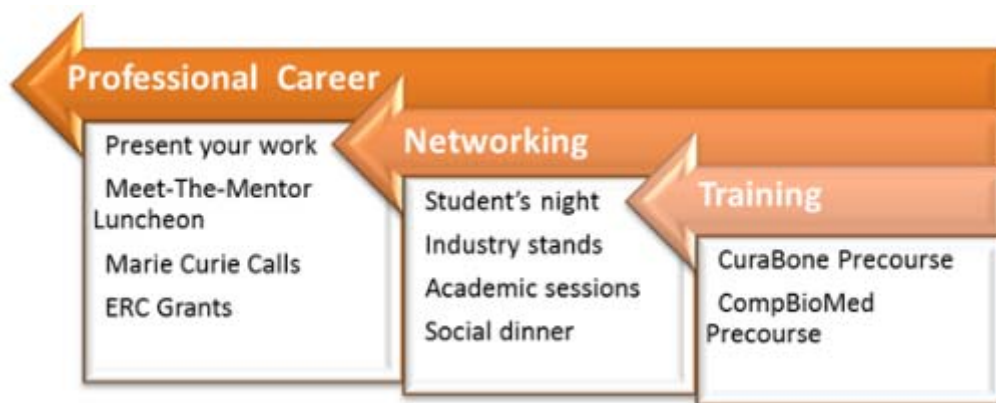 Professional Career
Present your work
Meet-The-Mentor
Luncheon
Marie Curie Calls
ERC Grants
Networking
Student’s night
Industry stands
Academic sessions
Social dinner
Training
CuraBone Precourse
CompBioMed
Precourse